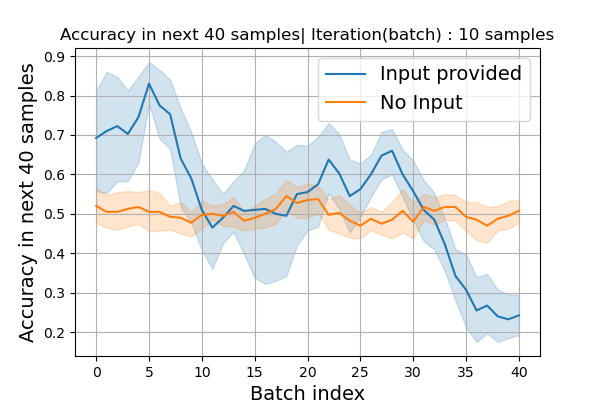 Accuracy in next 40 samples| Iteration(batch) : 10 samples
Accuracy in next 40 samples
0.9
0.8
0.7
0.6
0.5
0.4
0.3
0.2
Input provided
No Input
0 5 10 15 20 25 30 35 40
Batch index